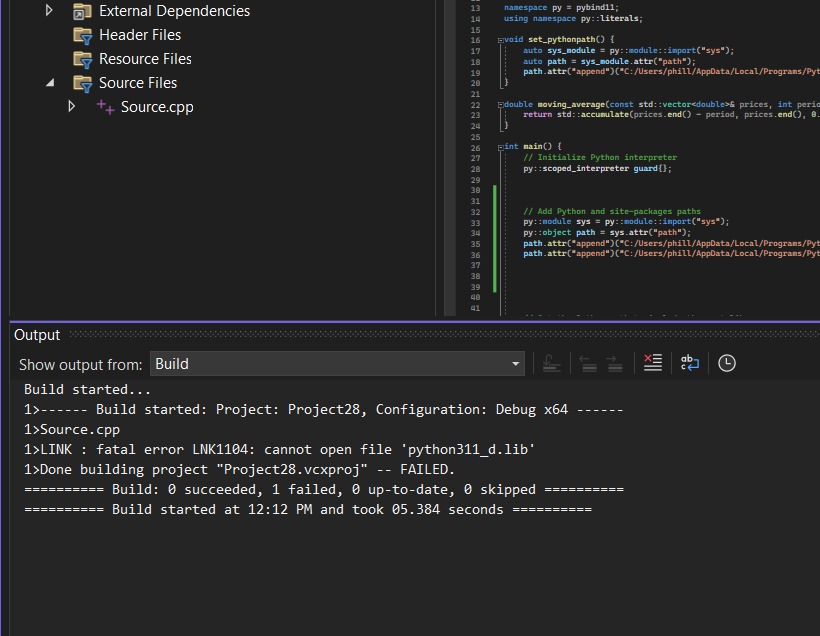 External Dependencies
Header Files
Resource Files
Source Files
Source.cpp
13 namespace py = pybind11;
14 using namespace py::literals;
15
16 void set_pythonpath() {
17 auto sys_module = py::module::import("sys");
18 auto path = sys_module.attr("path");
19 path.attr("append")("C:/Users/phill/AppData/Local/Programs/Pyt
20 }
21
22 double moving_average(const std::vector<double>& prices, int perio
23 return std::accumulate(prices.end() - period, prices.end(), 0.
24 }
25
26 int main() {
27 // Initialize Python interpreter
28 py::scoped_interpreter guard{};
29
30
31
32 // Add Python and site-packages paths
33 py::module sys = py::module::import("sys");
34 py::object path = sys.attr("path");
35 path.attr("append")("C:/Users/phill/AppData/Local/Programs/Pyt
36 path.attr("append")("C:/Users/phill/AppData/Local/Programs/Pyt
37
38
39
40
41
Output
Show output from: Build
Build started...
1>------ Build started: Project: Project28, Configuration: Debug x64 ------
1>Source.cpp
1>LINK : fatal error LNK1104: cannot open file 'python311_d.lib'
1>Done building project "Project28.vcxproj" -- FAILED.
========== Build: 0 succeeded, 1 failed, 0 up-to-date, 0 skipped ==========
========== Build started at 12:12 PM and took 05.384 seconds ==========